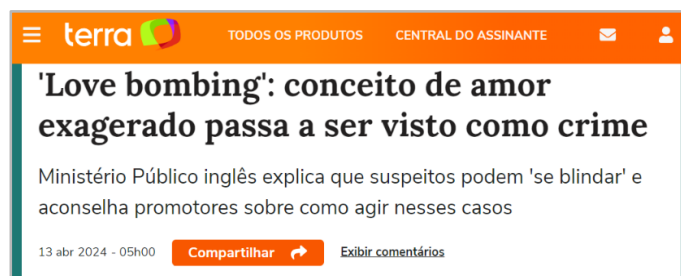 terra
TODOS OS PRODUTOS
CENTRAL DO ASSINANTE
'Love bombing': conceito de amor
exagerado passa a ser visto como crime
Ministério Público inglês explica que suspeitos podem 'se blindar' e
aconselha promotores sobre como agir nesses casos
13 abr 2024 - 05h00
Compartilhar
Exibir comentários